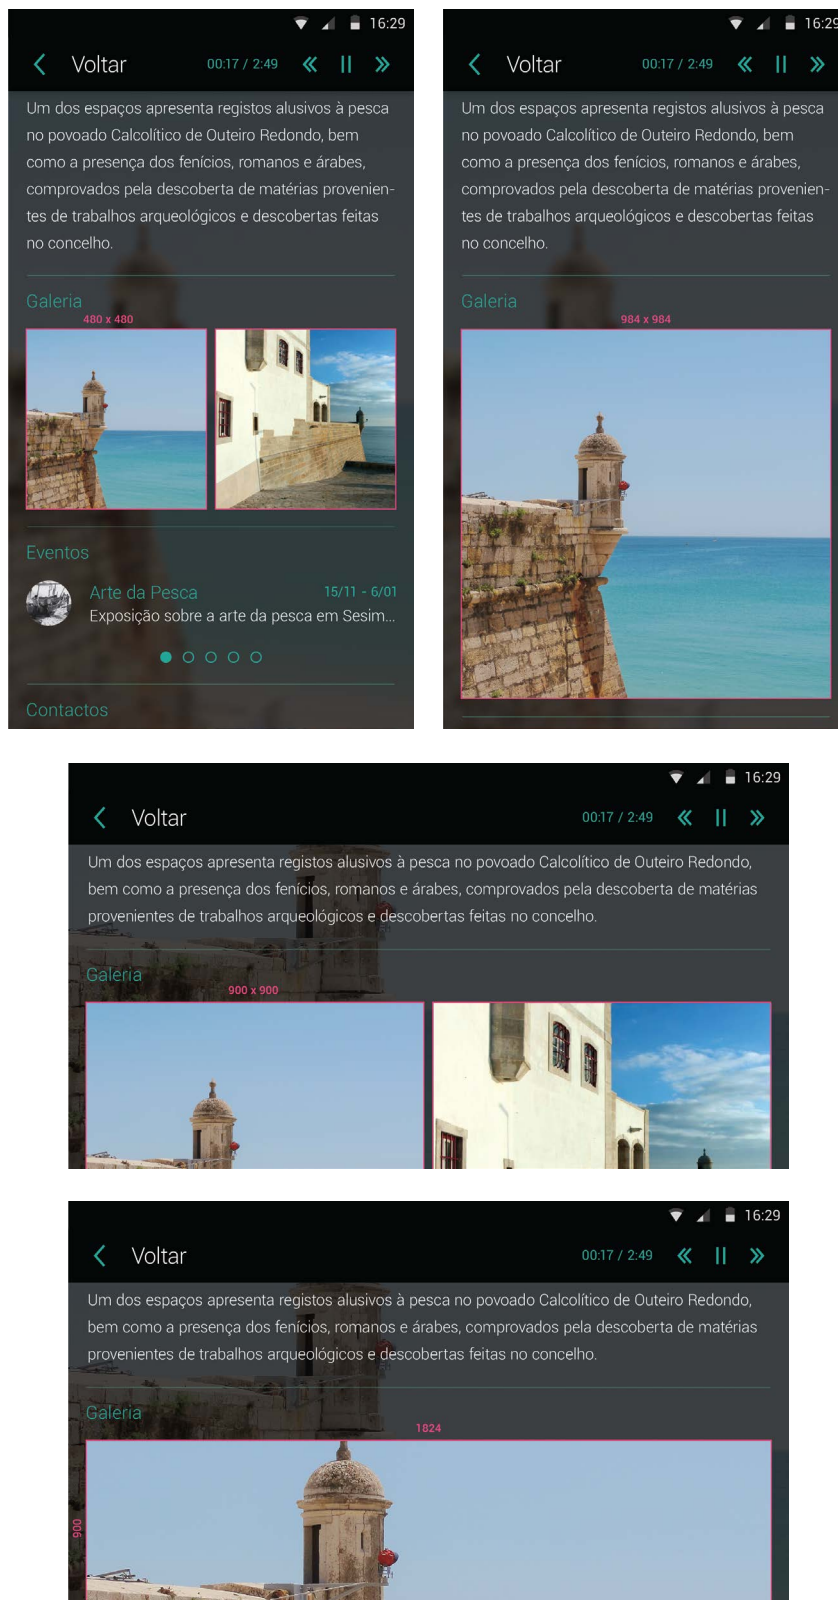 16:29
Voltar 00:17 / 2:49
Um dos espaços apresenta registos alusivos à pesca
no povoado Calcolítico de Outeiro Redondo, bem
como a presença dos fenícios, romanos e árabes,
comprovados pela descoberta de matérias provenien-
tes de trabalhos arqueológicos e descobertas feitas
no concelho.
Galeria
480 x 480
Eventos
Arte da Pesca 15/11 - 6/01
Exposição sobre a arte da pesca em Sesim...
Contactos
16:29
Voltar 00:17 / 2:49
Um dos espaços apresenta registos alusivos à pesca
no povoado Calcolítico de Outeiro Redondo, bem
como a presença dos fenícios, romanos e árabes,
comprovados pela descoberta de matérias provenien-
tes de trabalhos arqueológicos e descobertas feitas
no concelho.
Galeria
984 x 984
16:29
Voltar 00:17 / 2:49
Um dos espaços apresenta registos alusivos à pesca no povoado Calcolítico de Outeiro Redondo,
bem como a presença dos fenícios, romanos e árabes, comprovados pela descoberta de matérias
provenientes de trabalhos arqueológicos e descobertas feitas no concelho.
Galeria
900 x 900
16:29
Voltar 00:17 / 2:49
Um dos espaços apresenta registos alusivos à pesca no povoado Calcolítico de Outeiro Redondo,
bem como a presença dos fenícios, romanos e árabes, comprovados pela descoberta de matérias
provenientes de trabalhos arqueológicos e descobertas feitas no concelho.
Galeria
1824
900